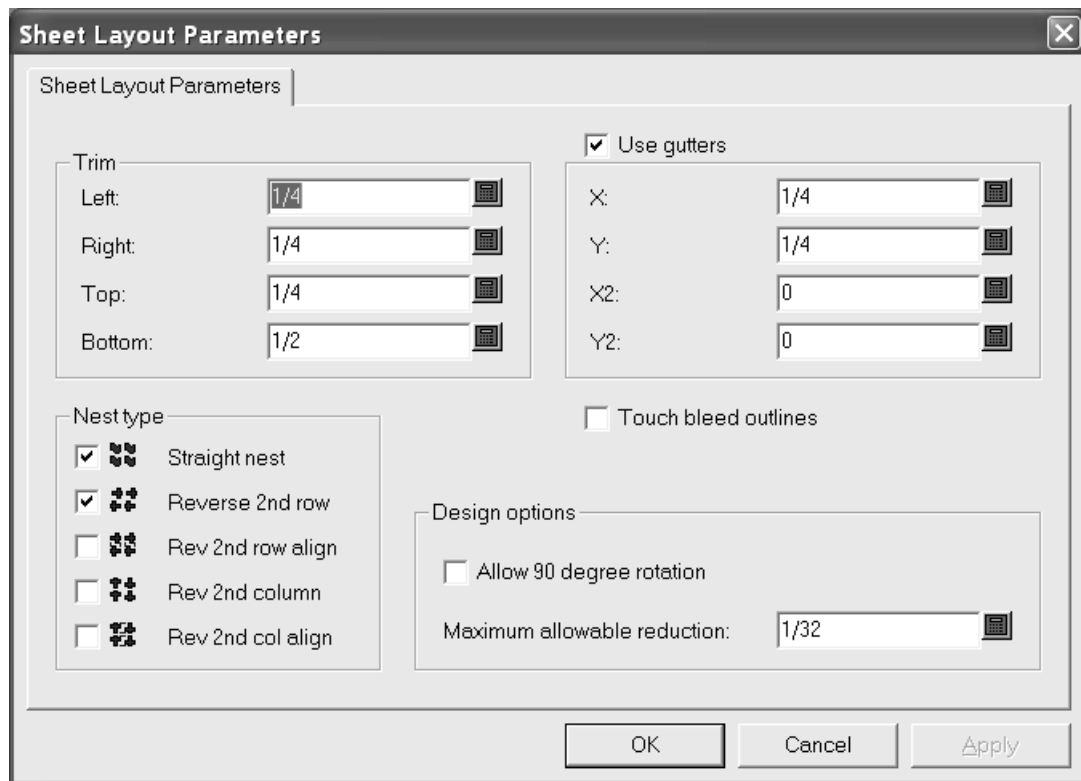 Sheet Layout Parameters
Sheet Layout Parameters
Trim
Left: 1/4
Right: 1/4
Top: 1/4
Bottom: 1/2
Use gutters
X: 1/4
Y: 1/4
X2: 0
Y2: 0
Nest type
Straight nest
Reverse 2nd row
Rev 2nd row align
Rev 2nd column
Rev 2nd col align
Touch bleed outlines
Design options
Allow 90 degree rotation
Maximum allowable reduction: 1/32
OK Cancel Apply